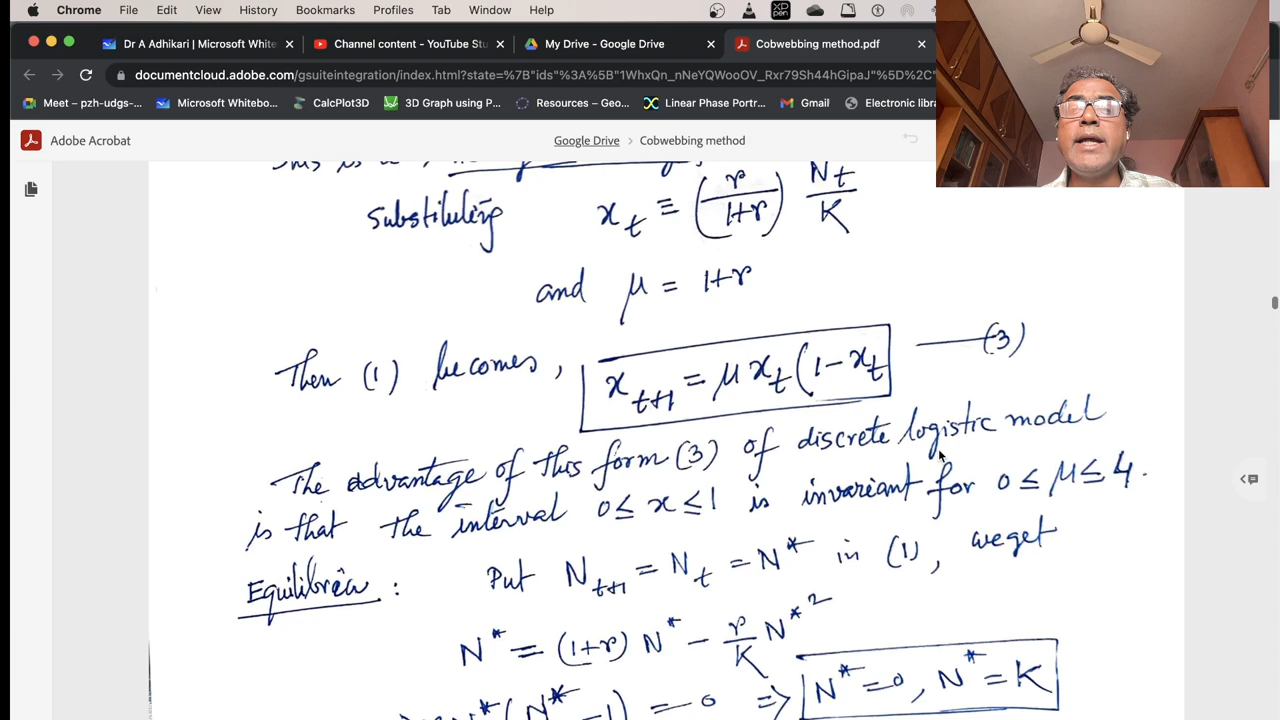 Chrome File Edit View History Bookmarks Profiles Tab Window Help
Dr A Adhikari | Microsoft White Channel content - YouTube Stu My Drive - Google Drive Cobwebbing method.pdf
documentcloud.adobe.com/gsuiteintegration/index.html?state=%7B"ids"%3A%5B"1WhxQn_nNeYQWooOV_Rxr79Sh44hGipaJ"%5D%2C"
Meet – pzh-udgs-... Microsoft Whitebo... CalcPlot3D 3D Graph using P... Resources – Geo... Linear Phase Portr... Gmail Electronic libra
Adobe Acrobat Google Drive > Cobwebbing method
This is a
substituting x_t ≡ (r/(1+r)) N_t/K
and μ = 1+r
Then (1) becomes, x_{t+1} = μ x_t (1 - x_t) —(3)
The advantage of this form (3) of discrete logistic model
is that the interval 0 ≤ x ≤ 1 is invariant for 0 ≤ μ ≤ 4.
Equilibria : Put N_{t+1} = N_t = N* in (1), we get
N* = (1+r) N* - r/K N*²
N*(N* -1) = 0 ⇒ N* = 0, N* = K